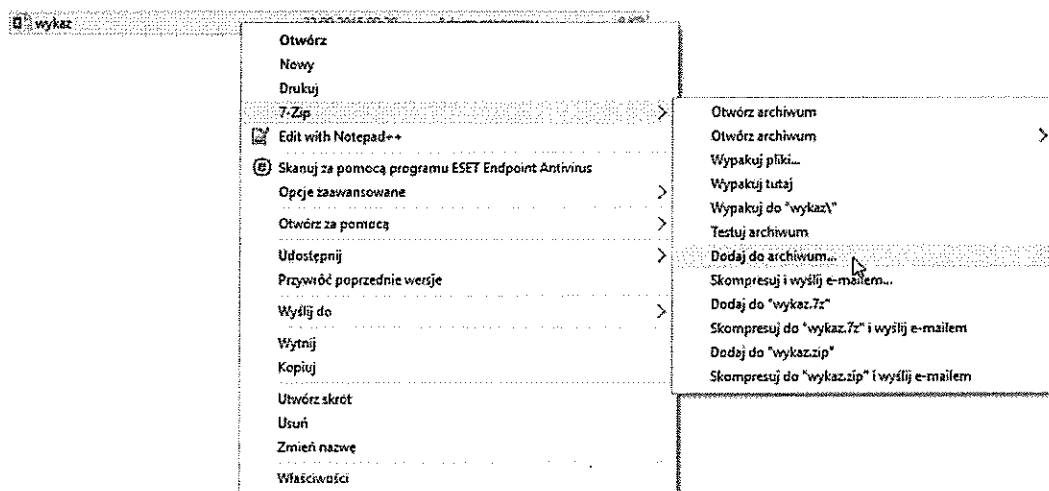 wykaz
Otwórz
Nowy
Drukuj
7-Zip
Edit with Notepad++
Skanuj za pomocą programu ESET Endpoint Antivirus
Opcje zaawansowane
Otwórz za pomocą
Udostępnij
Przywróć poprzednie wersje
Wyślij do
Wytnij
Kopiuj
Utwórz skrót
Usuń
Zmień nazwę
Właściwości
Otwórz archiwum
Otwórz archiwum
Wypakuj pliki...
Wypakuj tutaj
Wypakuj do "wykaz\"
Testuj archiwum
Dodaj do archiwum...
Skompresuj i wyślij e-mailem...
Dodaj do "wykaz.7z"
Skompresuj do "wykaz.7z" i wyślij e-mailem
Dodaj do "wykaz.zip"
Skompresuj do "wykaz.zip" i wyślij e-mailem